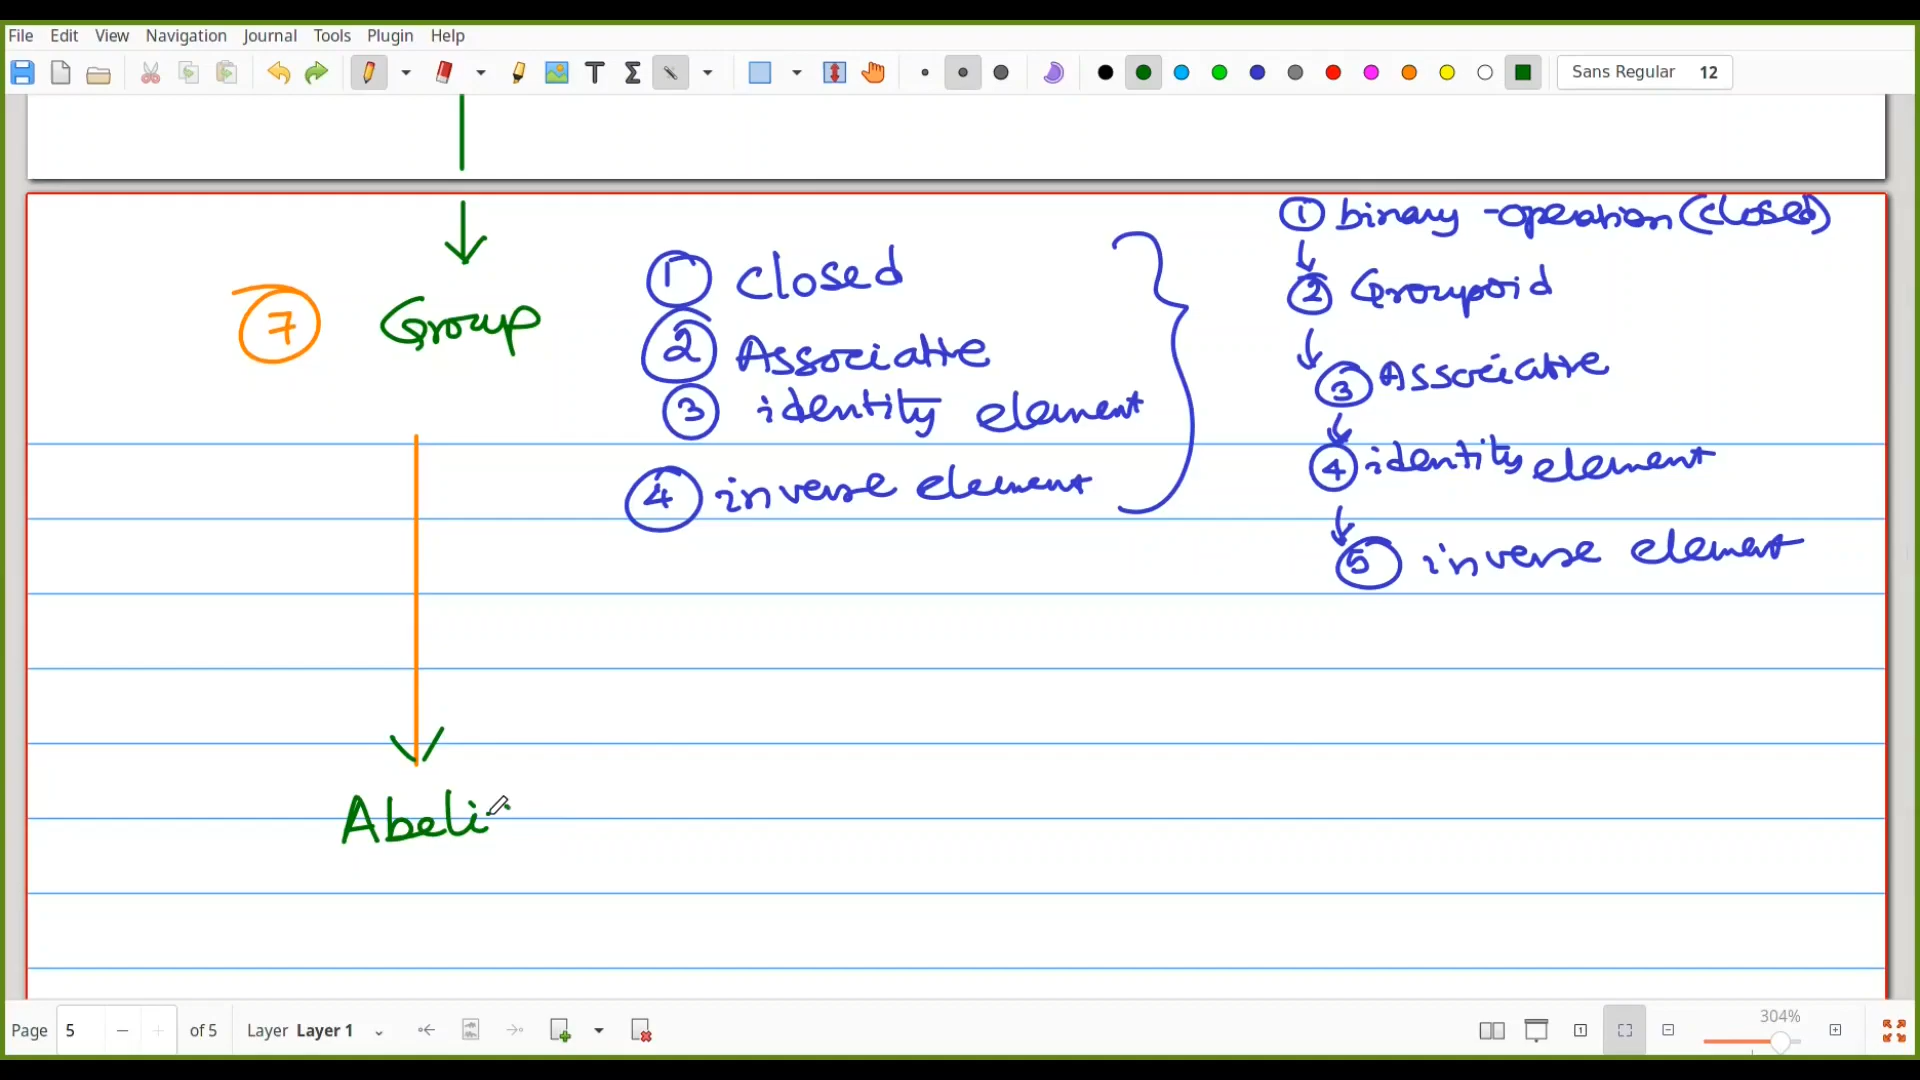 File Edit View Navigation Journal Tools Plugin Help
Sans Regular 12
① binary - operation (closed)
① closed
② Groupoid
⑦ Group
② Associative
③ Associative
③ identity element
④ identity element
④ inverse element
⑤ inverse element
Abeli
Page 5 of 5 Layer Layer 1 304%